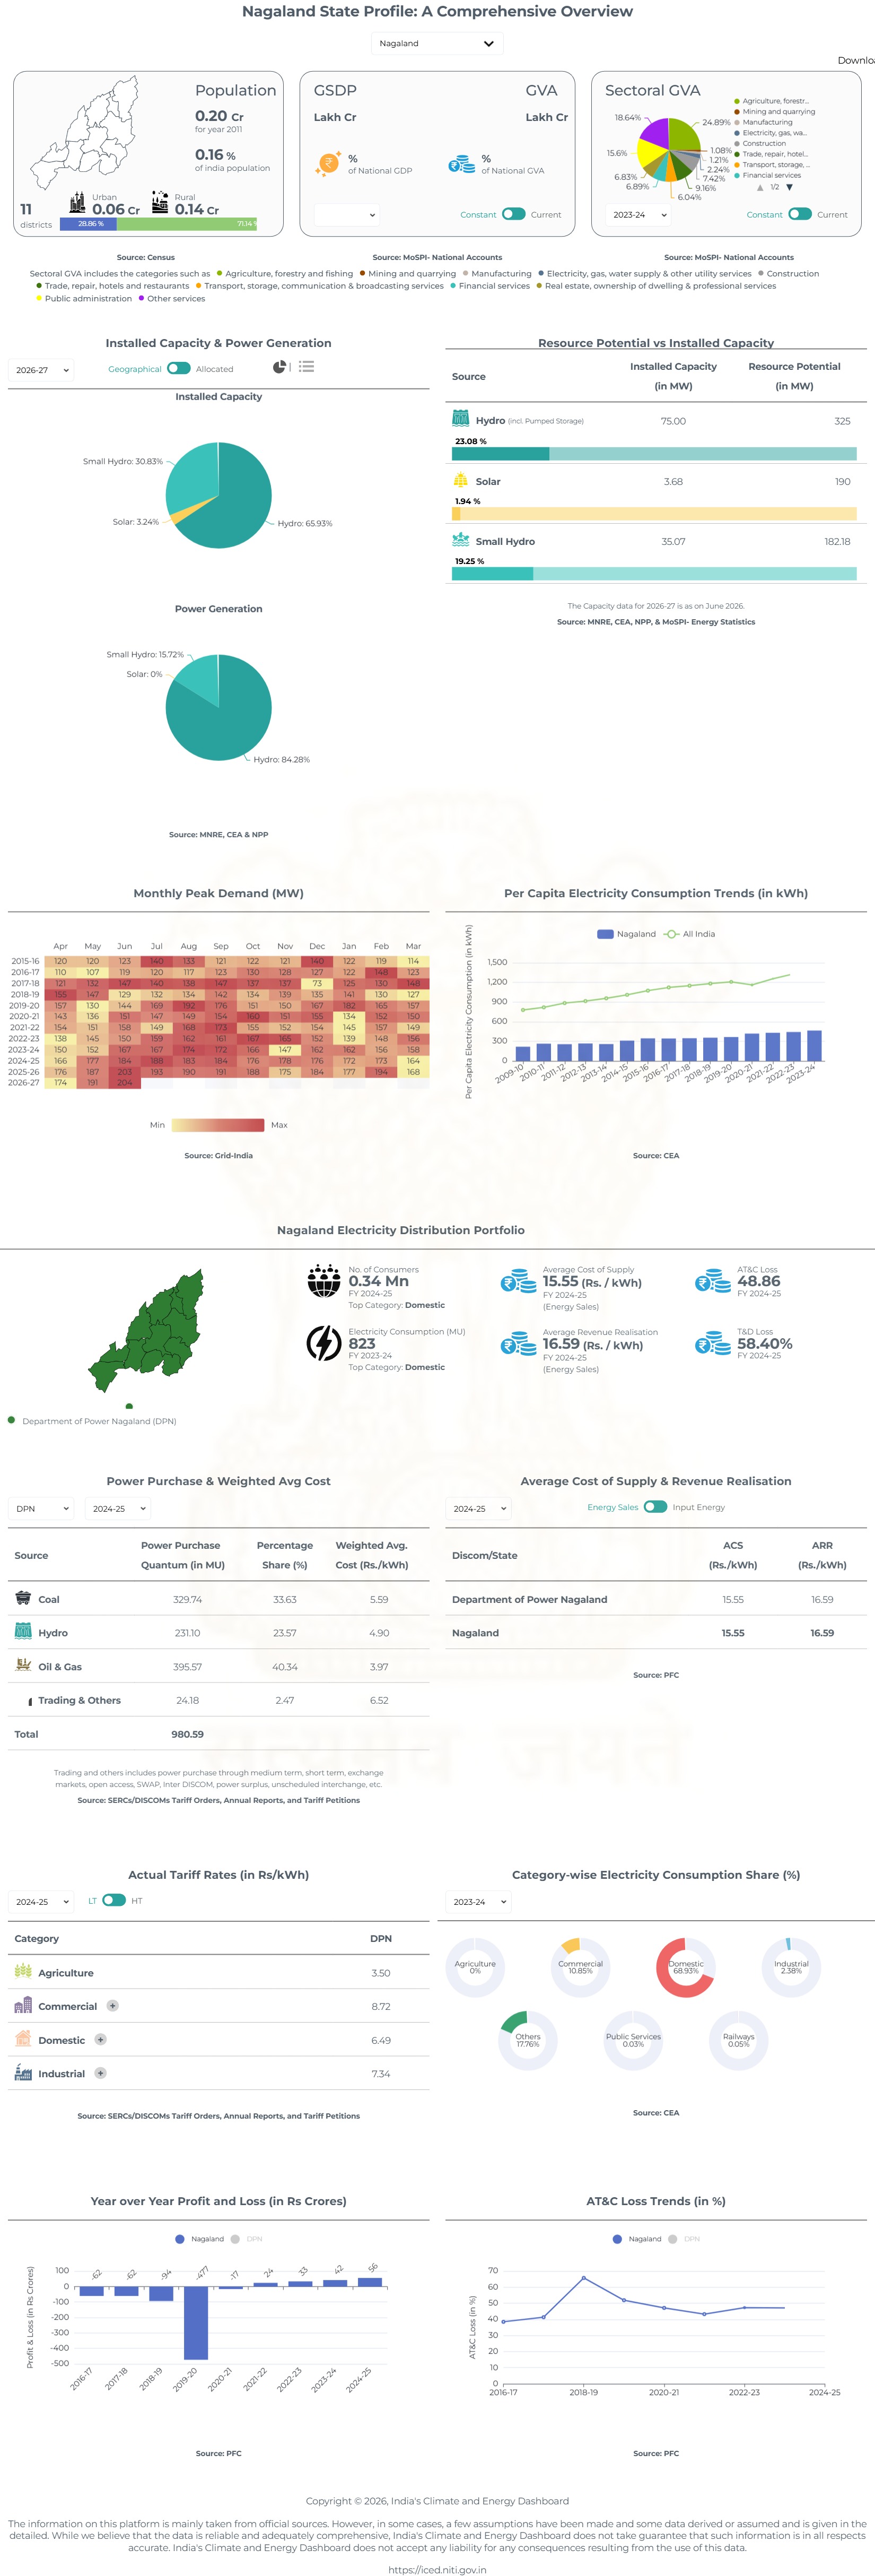 Nagaland State Profile: A Comprehensive Overview
Nagaland
Downloa
Population
0.20 Cr
for year 2011
0.16 %
of india population
Urban
0.06 Cr
Rural
0.14 Cr
11
districts
28.86 %
71.14 %
GSDP
GVA
Lakh Cr
Lakh Cr
%
of National GDP
%
of National GVA
Constant
Current
Sectoral GVA
18.64%
24.89%
15.6%
1.08%
1.21%
2.24%
6.83%
7.42%
6.89%
9.16%
6.04%
Agriculture, forestr...
Mining and quarrying
Manufacturing
Electricity, gas, wa...
Construction
Trade, repair, hotel...
Transport, storage, ...
Financial services
1/2
2023-24
Constant
Current
Source: Census
Source: MoSPI- National Accounts
Source: MoSPI- National Accounts
Sectoral GVA includes the categories such as Agriculture, forestry and fishing Mining and quarrying Manufacturing Electricity, gas, water supply & other utility services Construction
Trade, repair, hotels and restaurants Transport, storage, communication & broadcasting services Financial services Real estate, ownership of dwelling & professional services
Public administration Other services
Installed Capacity & Power Generation
2026-27
Geographical
Allocated
Installed Capacity
Small Hydro: 30.83%
Solar: 3.24%
Hydro: 65.93%
Power Generation
Small Hydro: 15.72%
Solar: 0%
Hydro: 84.28%
Source: MNRE, CEA & NPP
Resource Potential vs Installed Capacity
Source
Installed Capacity
(in MW)
Resource Potential
(in MW)
Hydro (incl. Pumped Storage) 75.00 325
23.08 %
Solar 3.68 190
1.94 %
Small Hydro 35.07 182.18
19.25 %
The Capacity data for 2026-27 is as on June 2026.
Source: MNRE, CEA, NPP, & MoSPI- Energy Statistics
Monthly Peak Demand (MW)
Apr May Jun Jul Aug Sep Oct Nov Dec Jan Feb Mar
2015-16 120 120 123 140 133 121 122 121 140 122 119 114
2016-17 110 107 119 120 117 123 130 128 127 122 148 123
2017-18 121 132 147 140 138 147 137 137 73 125 130 148
2018-19 155 147 129 132 134 142 134 139 135 141 130 127
2019-20 157 130 144 169 192 176 151 150 167 182 165 157
2020-21 143 136 151 147 149 154 160 151 155 134 152 150
2021-22 154 151 158 149 168 173 155 152 154 145 157 149
2022-23 138 145 150 159 162 161 167 165 152 139 148 156
2023-24 150 152 167 167 174 172 166 147 162 162 156 158
2024-25 166 177 183 188 183 184 176 178 176 172 173 164
2025-26 176 187 203 193 190 191 188 175 184 177 194 168
2026-27 174 191 204
Min
Max
Source: Grid-India
Per Capita Electricity Consumption Trends (in kWh)
Nagaland All India
Per Capita Electricity Consumption (in kWh)
1,500
1,200
900
600
300
0
2009-10 2010-11 2011-12 2012-13 2013-14 2014-15 2015-16 2016-17 2017-18 2018-19 2019-20 2020-21 2021-22 2022-23 2023-24
Source: CEA
Nagaland Electricity Distribution Portfolio
Department of Power Nagaland (DPN)
No. of Consumers
0.34 Mn
FY 2024-25
Top Category: Domestic
Average Cost of Supply
15.55 (Rs. / kWh)
FY 2024-25
(Energy Sales)
AT&C Loss
48.86
FY 2024-25
Electricity Consumption (MU)
823
FY 2023-24
Top Category: Domestic
Average Revenue Realisation
16.59 (Rs. / kWh)
FY 2024-25
(Energy Sales)
T&D Loss
58.40%
FY 2024-25
Power Purchase & Weighted Avg Cost
DPN
2024-25
Source
Power Purchase
Quantum (in MU)
Percentage
Share (%)
Weighted Avg.
Cost (Rs./kWh)
Coal 329.74 33.63 5.59
Hydro 231.10 23.57 4.90
Oil & Gas 395.57 40.34 3.97
Trading & Others 24.18 2.47 6.52
Total 980.59
Trading and others includes power purchase through medium term, short term, exchange
markets, open access, SWAP, Inter DISCOM, power surplus, unscheduled interchange, etc.
Source: SERCs/DISCOMs Tariff Orders, Annual Reports, and Tariff Petitions
Average Cost of Supply & Revenue Realisation
2024-25
Energy Sales
Input Energy
Discom/State
ACS
(Rs./kWh)
ARR
(Rs./kWh)
Department of Power Nagaland 15.55 16.59
Nagaland 15.55 16.59
Source: PFC
सत्यमेव जयते
Actual Tariff Rates (in Rs/kWh)
2024-25
LT
HT
Category DPN
Agriculture 3.50
Commercial + 8.72
Domestic + 6.49
Industrial + 7.34
Source: SERCs/DISCOMs Tariff Orders, Annual Reports, and Tariff Petitions
Category-wise Electricity Consumption Share (%)
2023-24
Agriculture
0%
Commercial
10.85%
Domestic
68.93%
Industrial
2.38%
Others
17.76%
Public Services
0.03%
Railways
0.05%
Source: CEA
Year over Year Profit and Loss (in Rs Crores)
Nagaland DPN
Profit & Loss (in Rs Crores)
100
0
-100
-200
-300
-400
-500
-62 -62 -94 -477 -17 24 33 42 56
2016-17 2017-18 2018-19 2019-20 2020-21 2021-22 2022-23 2023-24 2024-25
Source: PFC
AT&C Loss Trends (in %)
Nagaland DPN
AT&C Loss (in %)
70
60
50
40
30
20
10
0
2016-17 2018-19 2020-21 2022-23 2024-25
Source: PFC
Copyright © 2026, India's Climate and Energy Dashboard
The information on this platform is mainly taken from official sources. However, in some cases, a few assumptions have been made and some data derived or assumed and is given in the
detailed. While we believe that the data is reliable and adequately comprehensive, India's Climate and Energy Dashboard does not take guarantee that such information is in all respects
accurate. India's Climate and Energy Dashboard does not accept any liability for any consequences resulting from the use of this data.
https://iced.niti.gov.in